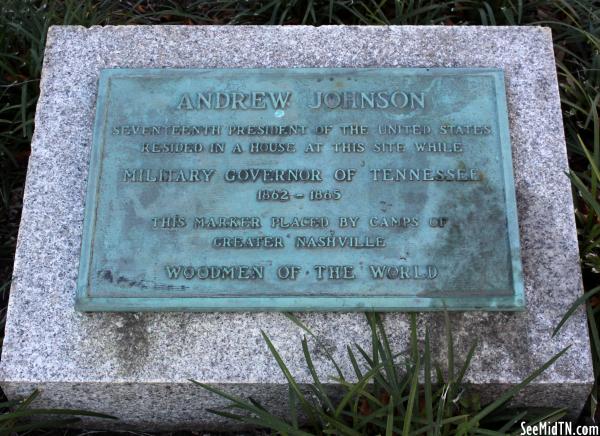 ANDREW JOHNSON
SEVENTEENTH PRESIDENT OF THE UNITED STATES
RESIDED IN A HOUSE AT THIS SITE WHILE
MILITARY GOVERNOR OF TENNESSEE
1862 - 1865
THIS MARKER PLACED BY CAMPS OF
GREATER NASHVILLE
WOODMEN OF THE WORLD
SeeMidTN.com